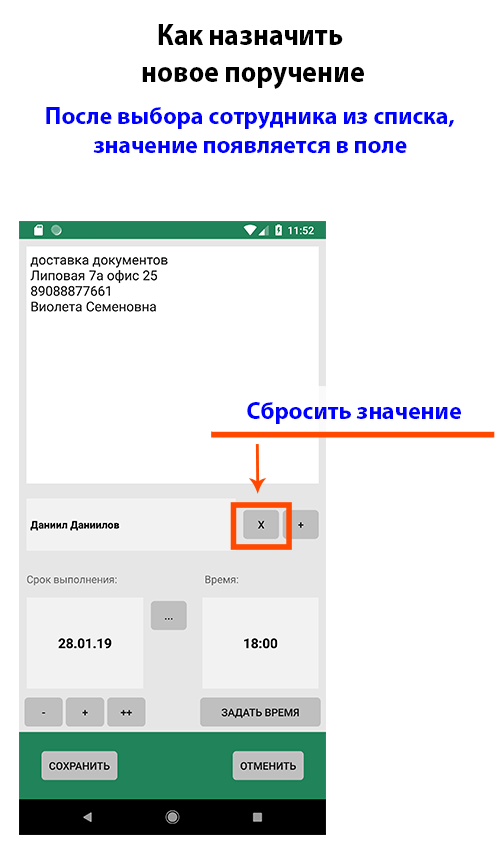 Как назначить
новое поручение
После выбора сотрудника из списка,
значение появляется в поле
11:52
доставка документов
Липовая 7а офис 25
89088877661
Виолета Семеновна
Сбросить значение
Даниил Даниилов
X +
Срок выполнения: Время:
28.01.19 ... 18:00
- + ++ ЗАДАТЬ ВРЕМЯ
СОХРАНИТЬ ОТМЕНИТЬ